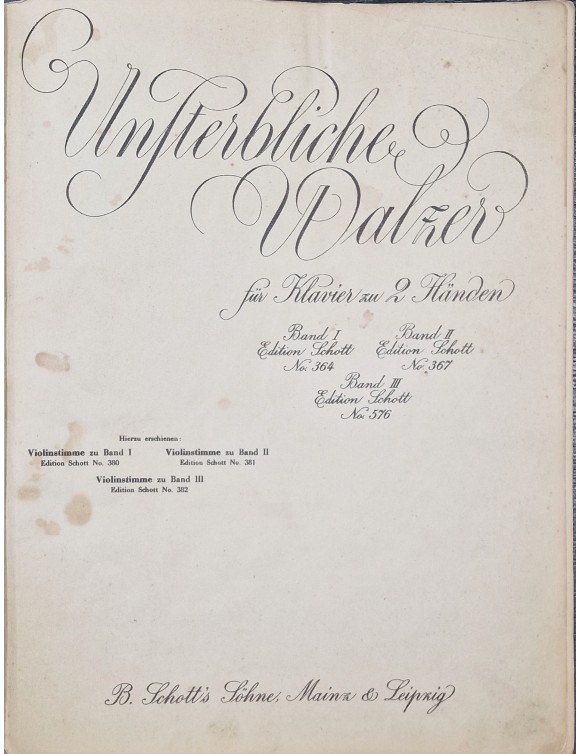 Unsterbliche
Walzer
für Klavier zu 2 Händen
Band I
Edition Schott
No. 364
Band II
Edition Schott
No. 367
Band III
Edition Schott
No. 576
Hierzu erschienen:
Violinstimme zu Band I
Edition Schott No. 380
Violinstimme zu Band II
Edition Schott No. 381
Violinstimme zu Band III
Edition Schott No. 382
B. Schott's Söhne, Mainz & Leipzig